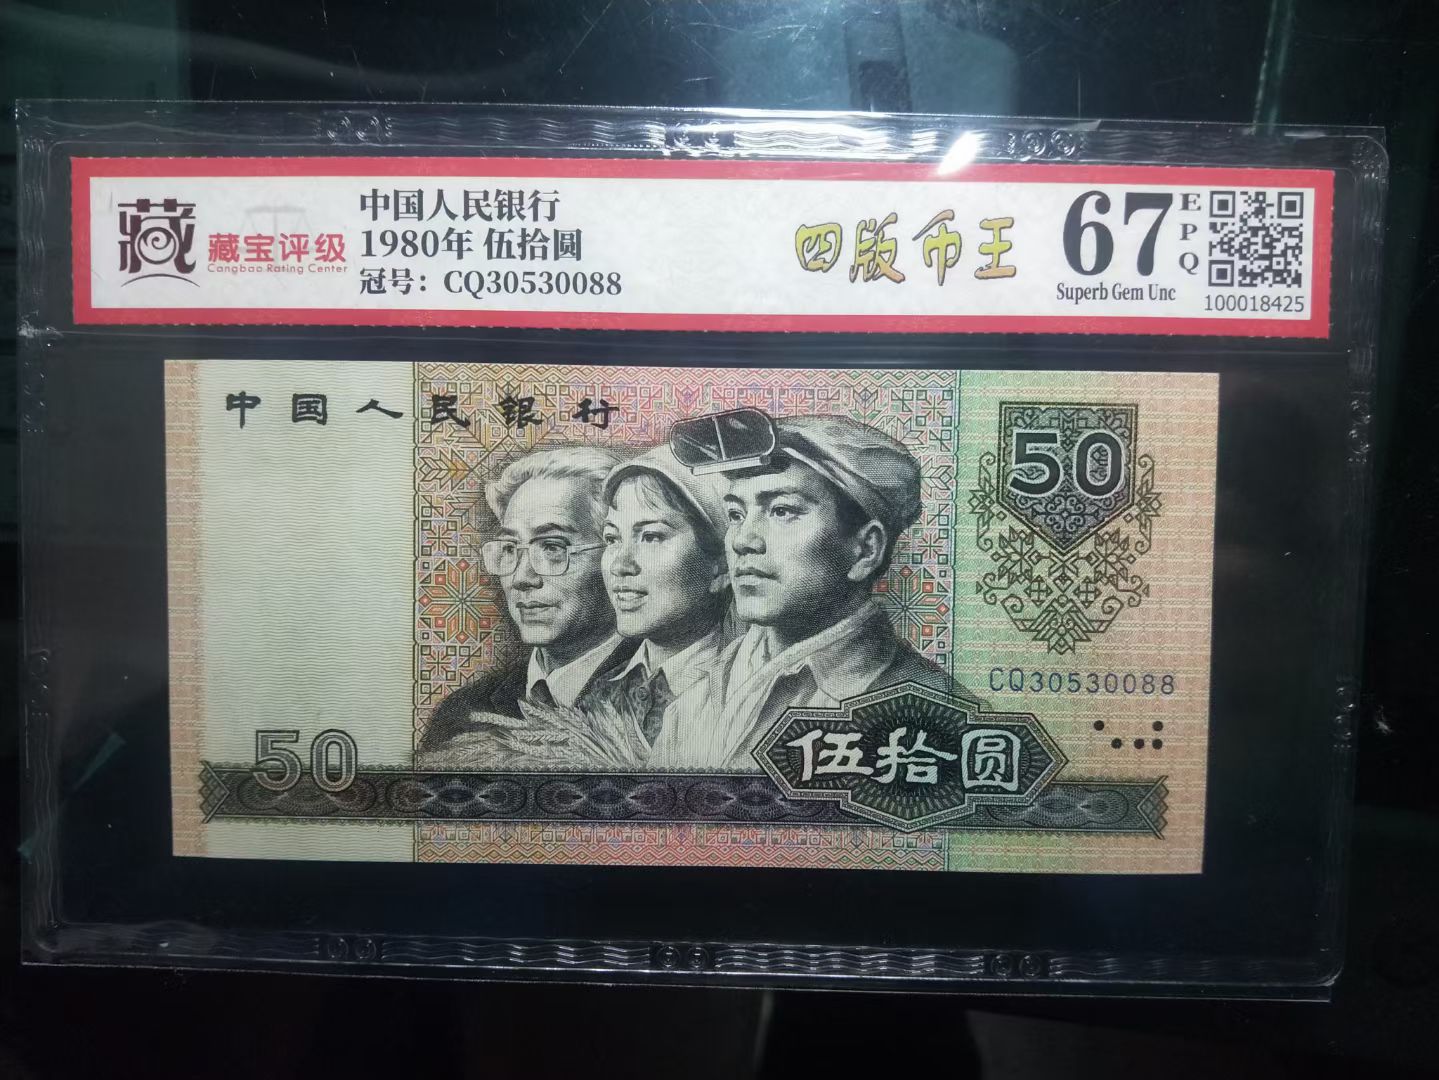 藏
藏宝评级
Cangbao Rating Center
中国人民银行
1980年 伍拾圆
冠号：CQ30530088
四版币王
67
EPQ
Superb Gem Unc
100018425
中国人民银行
50
CQ30530088
50
伍拾圆